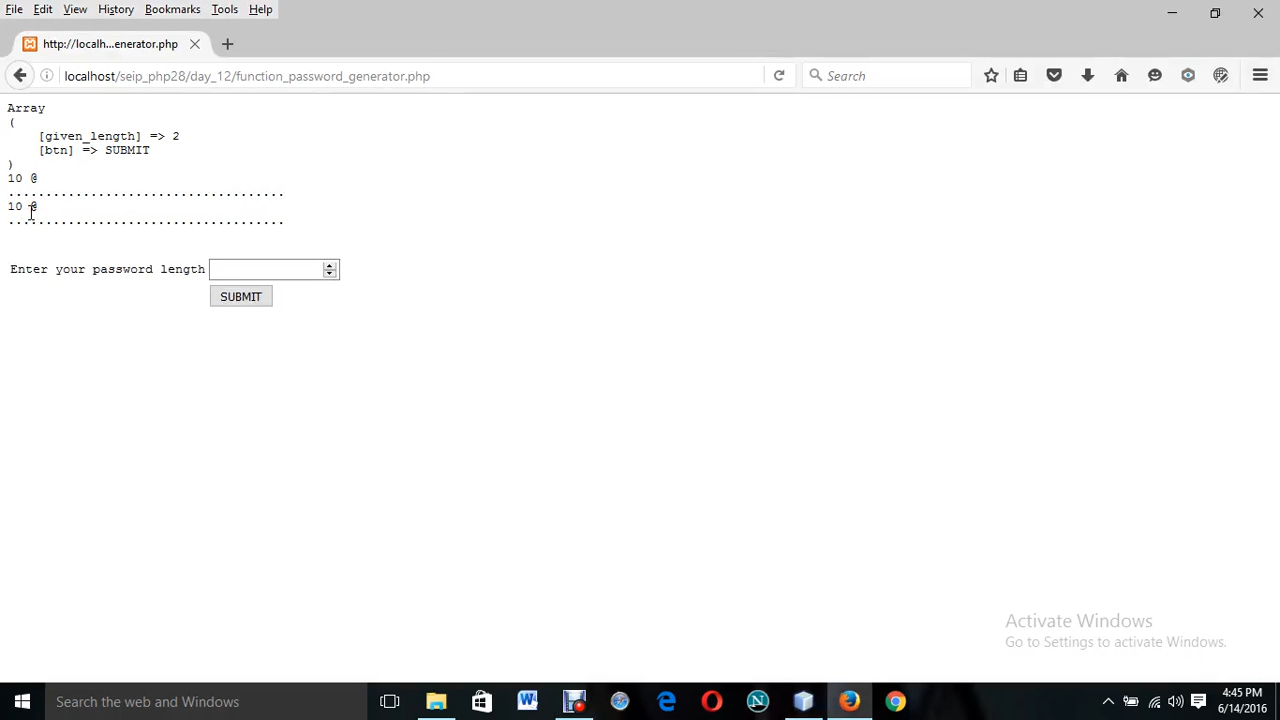 File Edit View History Bookmarks Tools Help
http://localh...enerator.php
localhost/seip_php28/day_12/function_password_generator.php
Search
Array
(
[given_length] => 2
[btn] => SUBMIT
)
10 @
.....................................
10 @
.....................................
Enter your password length
SUBMIT
Activate Windows
Go to Settings to activate Windows.
Search the web and Windows
4:45 PM
6/14/2016